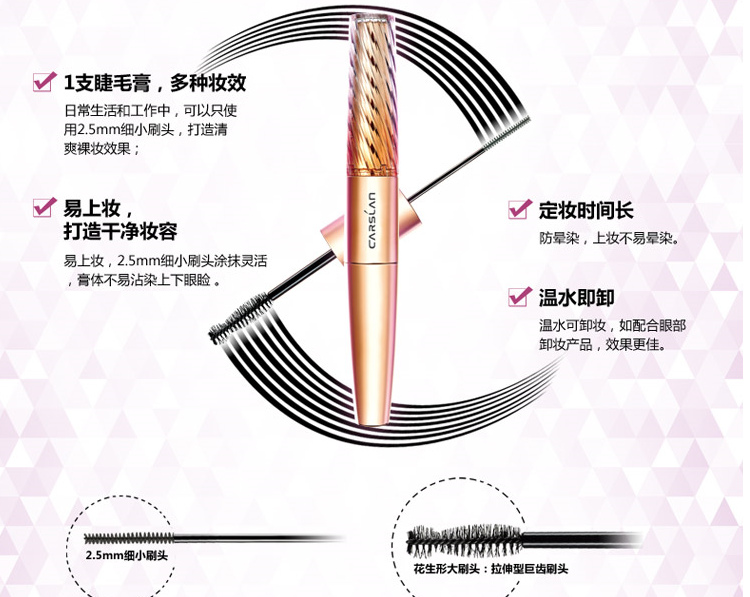 1支睫毛膏，多种妆效
日常生活和工作中，可以只使
用2.5mm细小刷头，打造清
爽裸妆效果；
易上妆，
打造干净妆容
易上妆，2.5mm细小刷头涂抹灵活
，膏体不易沾染上下眼睑 。
CARSLAN
定妆时间长
防晕染，上妆不易晕染。
温水即卸
温水可卸妆，如配合眼部
卸妆产品，效果更佳。
2.5mm细小刷头
花生形大刷头：拉伸型巨齿刷头